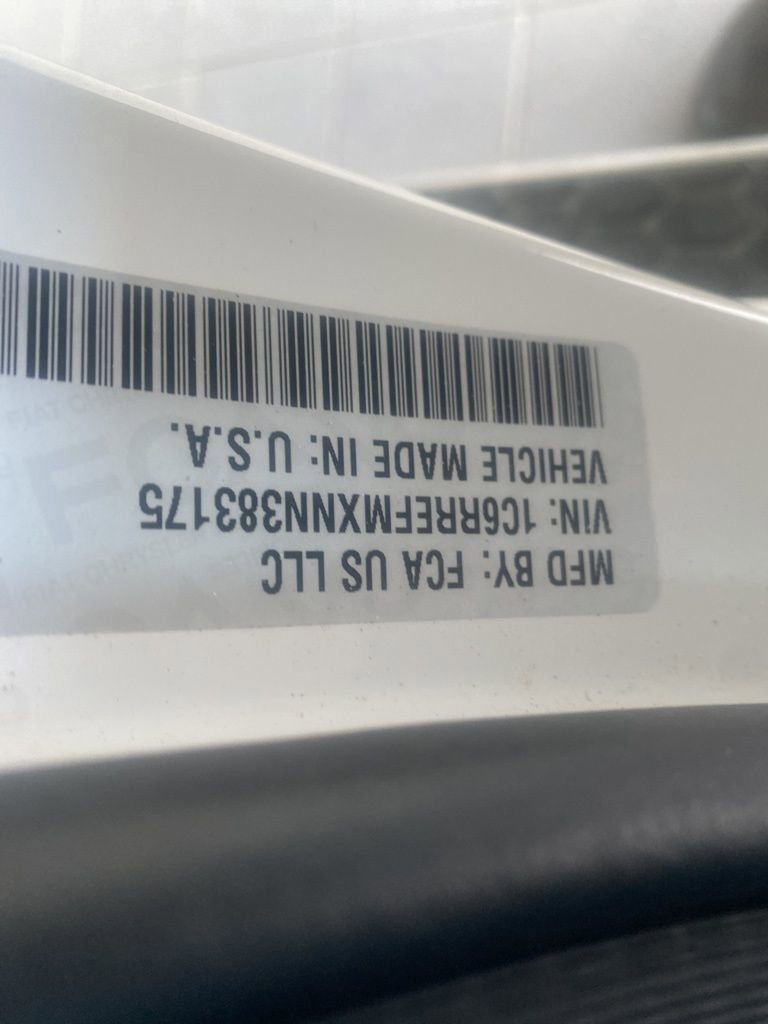 MFD BY: FCA US LLC
VIN: 1C6RREFMXNN383175
VEHICLE MADE IN: U.S.A.